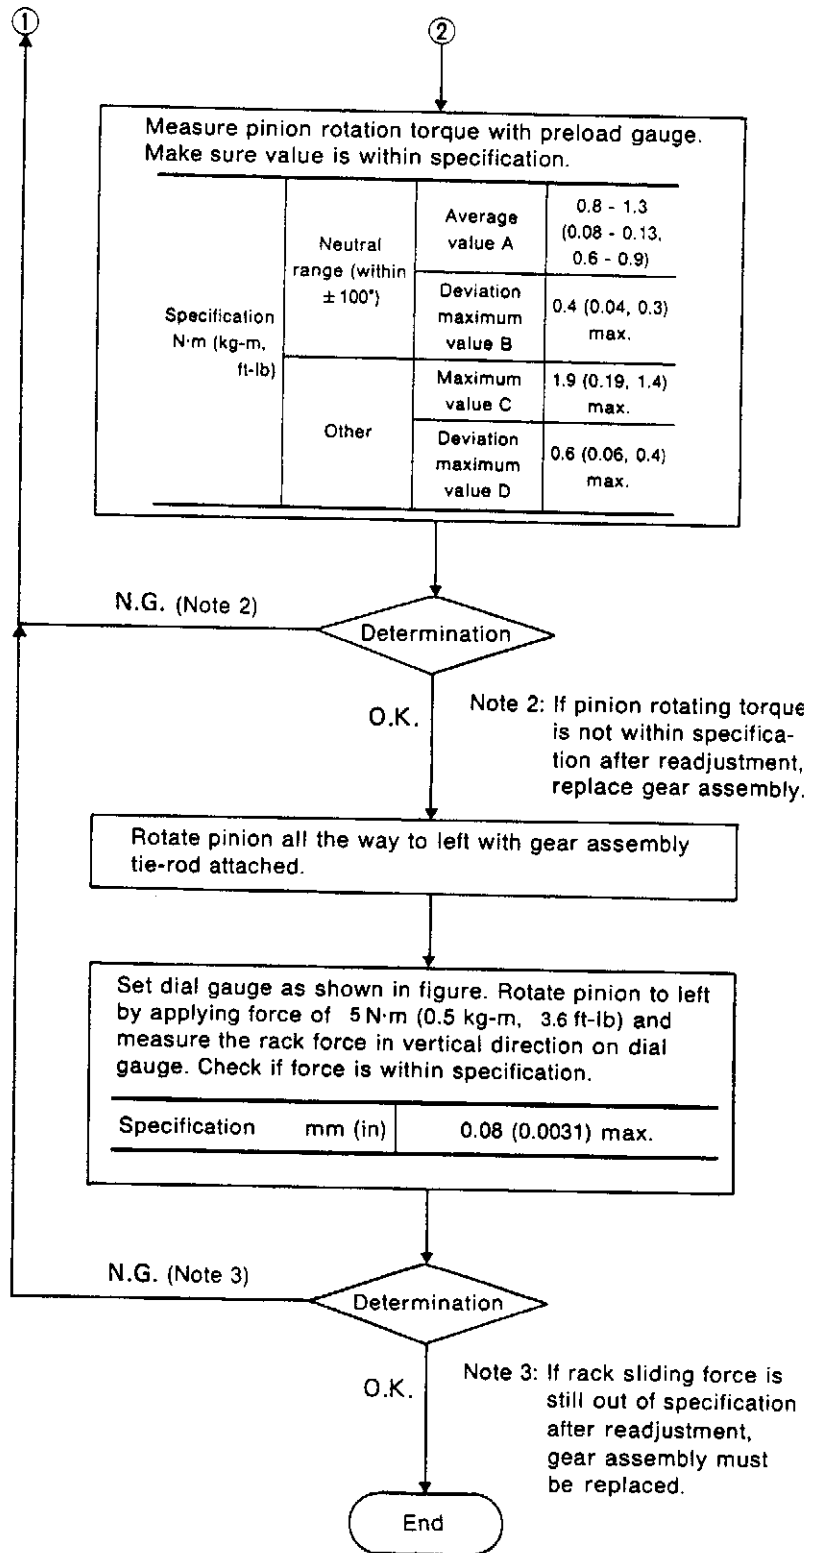 ①
②
Measure pinion rotation torque with preload gauge.
Make sure value is within specification.
Specification
N·m (kg-m,
ft-lb)
Neutral
range (within
± 100°)
Average
value A
0.8 - 1.3
(0.08 - 0.13,
0.6 - 0.9)
Deviation
maximum
value B
0.4 (0.04, 0.3)
max.
Other
Maximum
value C
1.9 (0.19, 1.4)
max.
Deviation
maximum
value D
0.6 (0.06, 0.4)
max.
N.G. (Note 2)
Determination
O.K.
Note 2: If pinion rotating torque
is not within specifica-
tion after readjustment,
replace gear assembly.
Rotate pinion all the way to left with gear assembly
tie-rod attached.
Set dial gauge as shown in figure. Rotate pinion to left
by applying force of 5 N·m (0.5 kg-m, 3.6 ft-lb) and
measure the rack force in vertical direction on dial
gauge. Check if force is within specification.
Specification mm (in) 0.08 (0.0031) max.
N.G. (Note 3)
Determination
O.K.
Note 3: If rack sliding force is
still out of specification
after readjustment,
gear assembly must
be replaced.
End